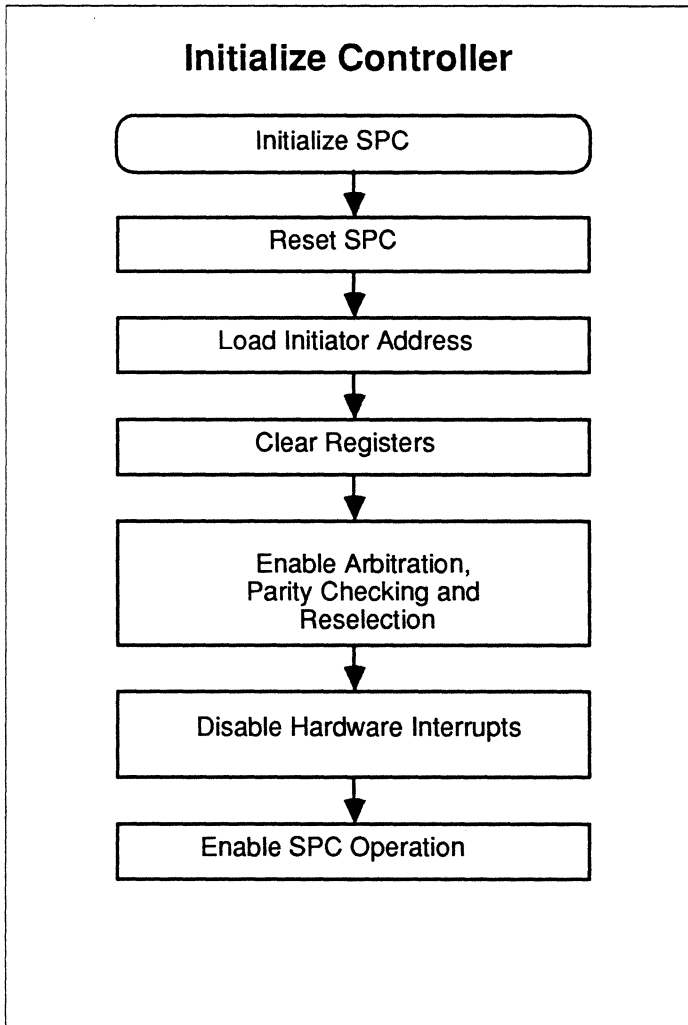 Initialize Controller
Initialize SPC
Reset SPC
Load Initiator Address
Clear Registers
Enable Arbitration,
Parity Checking and
Reselection
Disable Hardware Interrupts
Enable SPC Operation